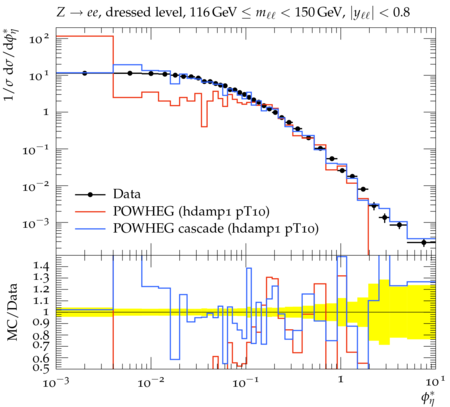 Z → ee, dressed level, 116 GeV ≤ mℓℓ < 150 GeV, |yℓℓ| < 0.8
1/σ dσ/dϕ*η
10²
10¹
1
10⁻¹
10⁻²
10⁻³
Data
POWHEG (hdamp1 pT10)
POWHEG cascade (hdamp1 pT10)
MC/Data
1.4
1.3
1.2
1.1
1
0.9
0.8
0.7
0.6
0.5
10⁻³ 10⁻² 10⁻¹ 1 10¹
ϕ*η